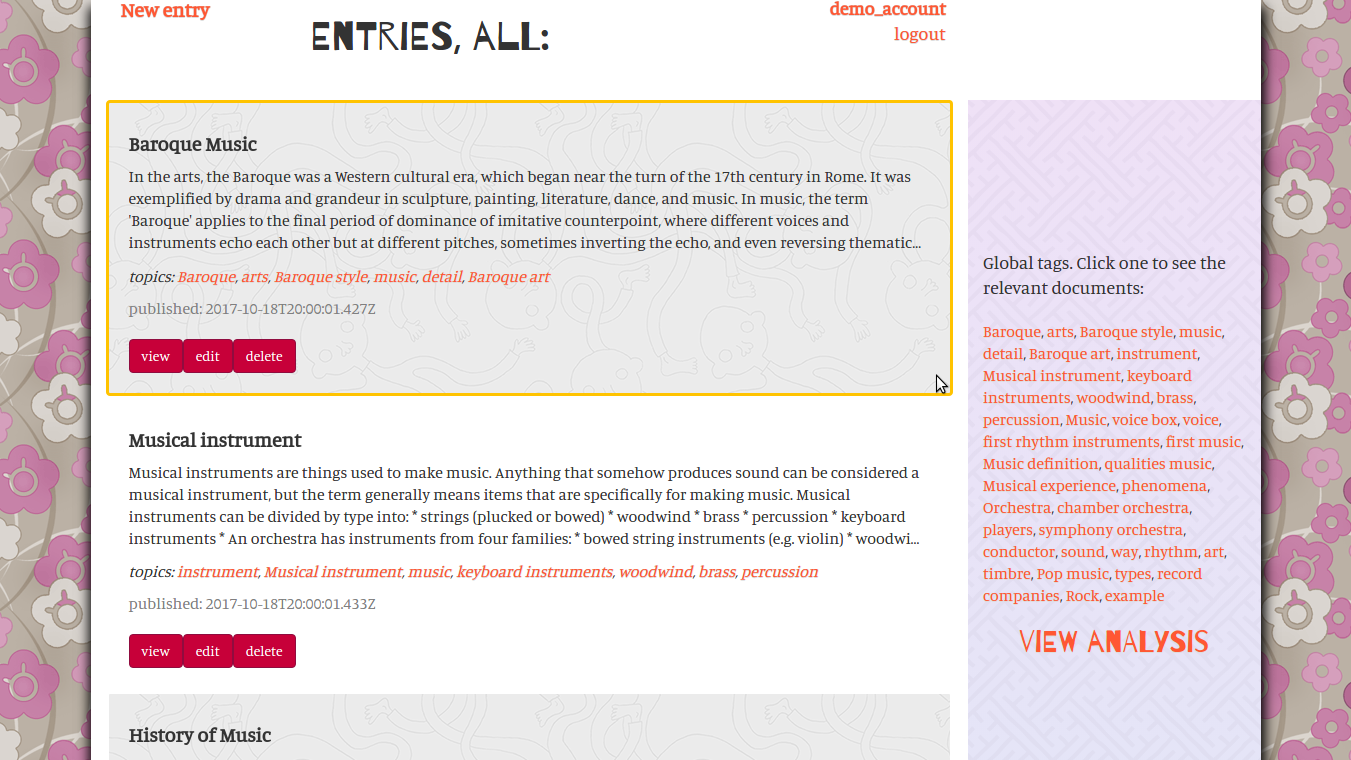 New entry
ENTRIES, ALL:
demo_account
logout
Baroque Music
In the arts, the Baroque was a Western cultural era, which began near the turn of the 17th century in Rome. It was
exemplified by drama and grandeur in sculpture, painting, literature, dance, and music. In music, the term
'Baroque' applies to the final period of dominance of imitative counterpoint, where different voices and
instruments echo each other but at different pitches, sometimes inverting the echo, and even reversing thematic...
topics: Baroque, arts, Baroque style, music, detail, Baroque art
published: 2017-10-18T20:00:01.427Z
view edit delete
Musical instrument
Musical instruments are things used to make music. Anything that somehow produces sound can be considered a
musical instrument, but the term generally means items that are specifically for making music. Musical
instruments can be divided by type into: * strings (plucked or bowed) * woodwind * brass * percussion * keyboard
instruments * An orchestra has instruments from four families: * bowed string instruments (e.g. violin) * woodwi...
topics: instrument, Musical instrument, music, keyboard instruments, woodwind, brass, percussion
published: 2017-10-18T20:00:01.433Z
view edit delete
History of Music
Global tags. Click one to see the
relevant documents:
Baroque, arts, Baroque style, music,
detail, Baroque art, instrument,
Musical instrument, keyboard
instruments, woodwind, brass,
percussion, Music, voice box, voice,
first rhythm instruments, first music,
Music definition, qualities music,
Musical experience, phenomena,
Orchestra, chamber orchestra,
players, symphony orchestra,
conductor, sound, way, rhythm, art,
timbre, Pop music, types, record
companies, Rock, example
VIEW ANALYSIS